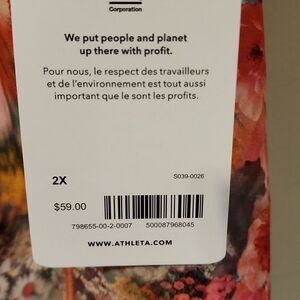 Corporation
We put people and planet
up there with profit.
Pour nous, le respect des travailleurs
et de l'environnement est tout aussi
important que le sont les profits.
S039-0026
2X
$59.00
798655-00-2-0007 500087968045
WWW.ATHLETA.COM